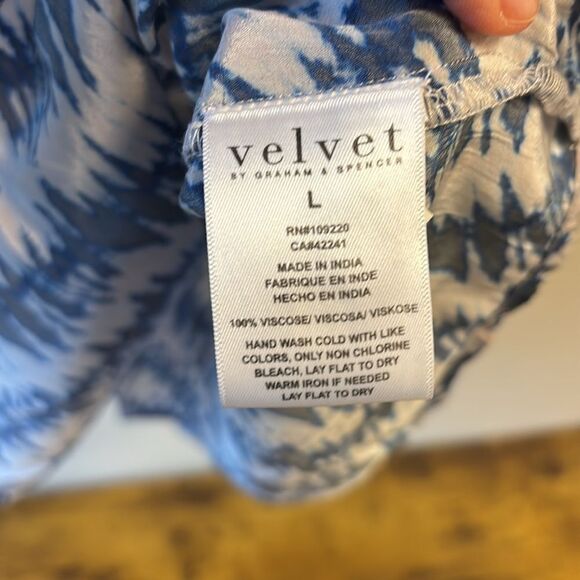 velvet
BY GRAHAM & SPENCER
L
RN#109220
CA#42241
MADE IN INDIA
FABRIQUE EN INDE
HECHO EN INDIA
100% VISCOSE/ VISCOSA/ VISKOSE
HAND WASH COLD WITH LIKE
COLORS, ONLY NON CHLORINE
BLEACH, LAY FLAT TO DRY
WARM IRON IF NEEDED
LAY FLAT TO DRY